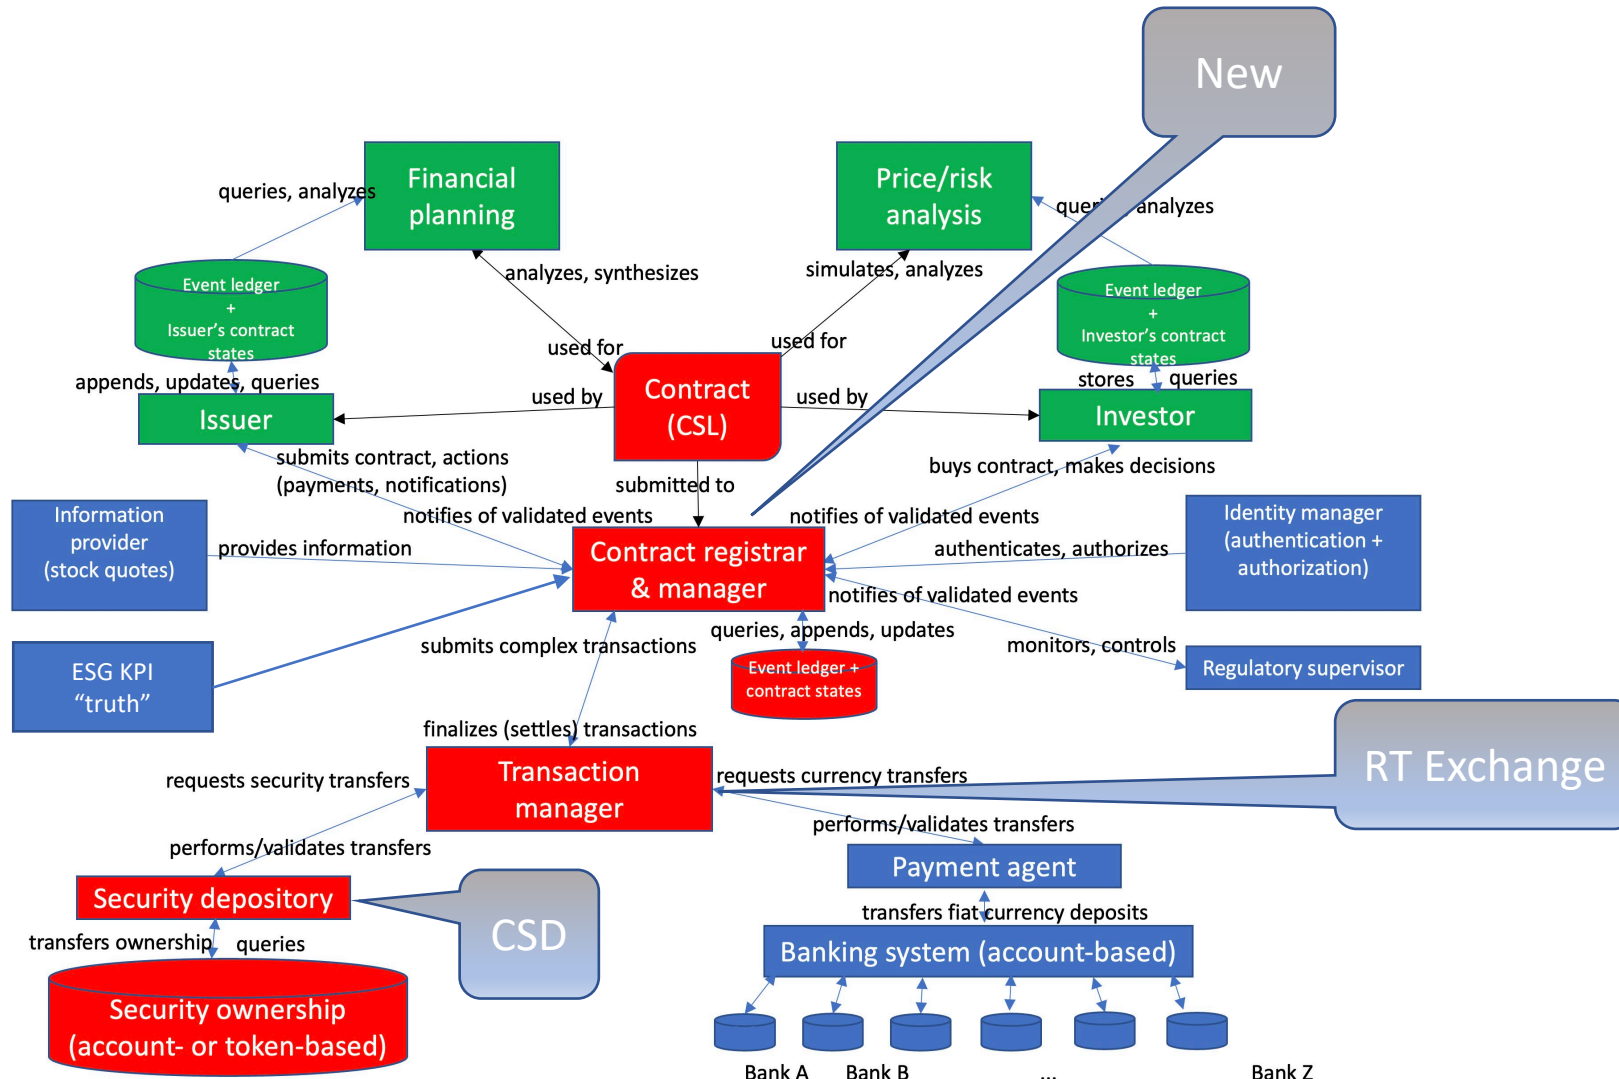 New
Financial
planning
Price/risk
analysis
queries, analyzes
queries, analyzes
analyzes, synthesizes
simulates, analyzes
Event ledger
+
Issuer's contract
states
Event ledger
+
Investor's contract
states
used for
used for
appends, updates, queries
stores
queries
Contract
(CSL)
used by
used by
Issuer
Investor
submits contract, actions
(payments, notifications)
buys contract, makes decisions
submitted to
notifies of validated events
notifies of validated events
Information
provider
(stock quotes)
provides information
Identity manager
(authentication +
authorization)
authenticates, authorizes
Contract registrar
& manager
notifies of validated events
queries, appends, updates
submits complex transactions
monitors, controls
ESG KPI
“truth”
Event ledger +
contract states
Regulatory supervisor
finalizes (settles) transactions
RT Exchange
Transaction
manager
requests security transfers
requests currency transfers
performs/validates transfers
performs/validates transfers
Payment agent
Security depository
CSD
transfers fiat currency deposits
transfers ownership
queries
Banking system (account-based)
Security ownership
(account- or token-based)
Bank A
Bank B
...
Bank Z